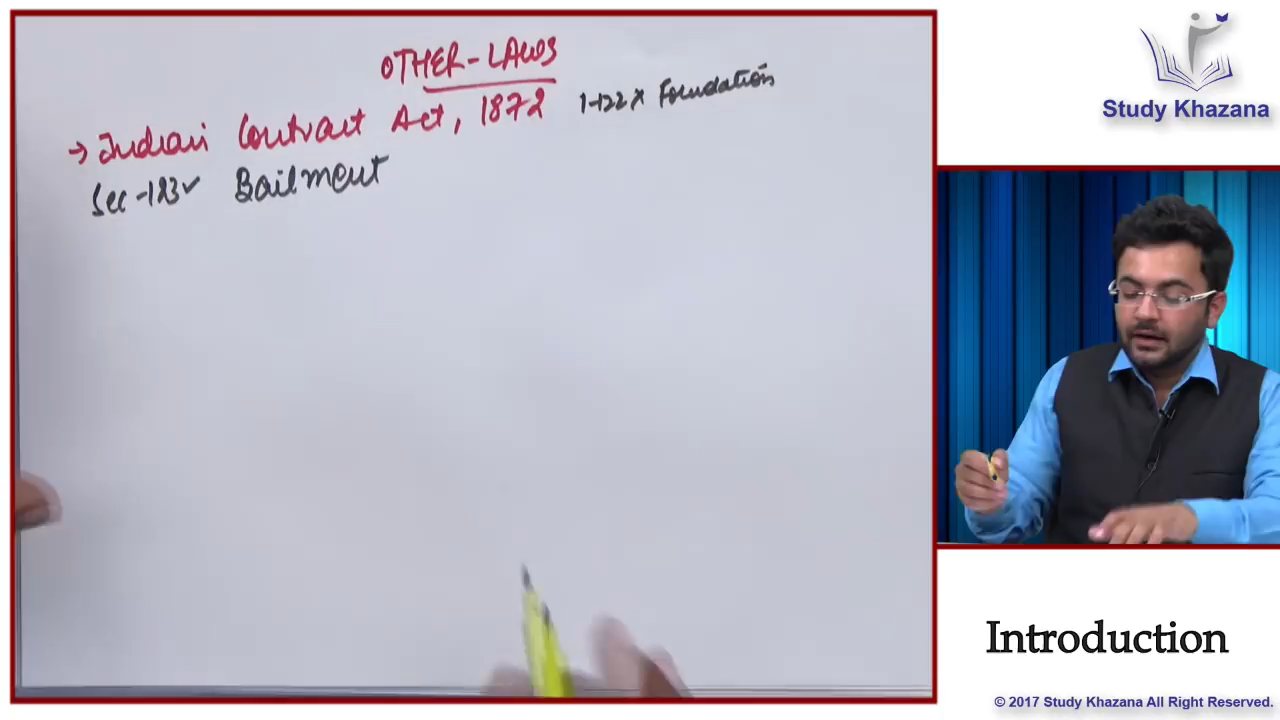 OTHER-LAWS
→ Indian Contract Act, 1872 1-122 x Foundation
Sec-123✓ Bailment
Study Khazana
Introduction
© 2017 Study Khazana All Right Reserved.